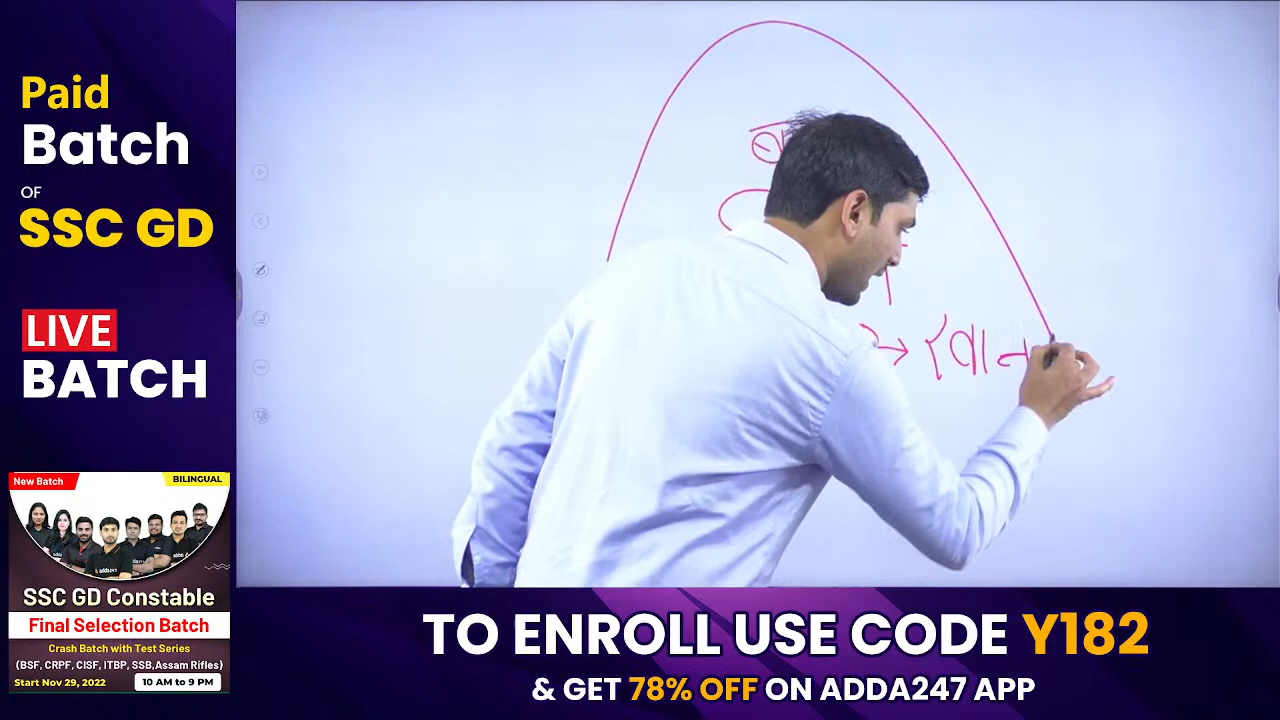 Paid
Batch
OF
SSC GD
LIVE
BATCH
New Batch
BILINGUAL
SSC GD Constable
Final Selection Batch
Crash Batch with Test Series
(BSF, CRPF, CISF, ITBP, SSB,Assam Rifles)
Start Nov 29, 2022
10 AM to 9 PM
TO ENROLL USE CODE Y182
& GET 78% OFF ON ADDA247 APP